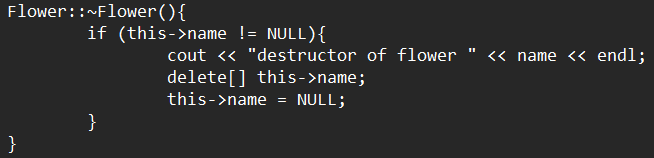 Flower::~Flower(){
        if (this->name != NULL){
                cout << "destructor of flower " << name << endl;
                delete[] this->name;
                this->name = NULL;
        }
}